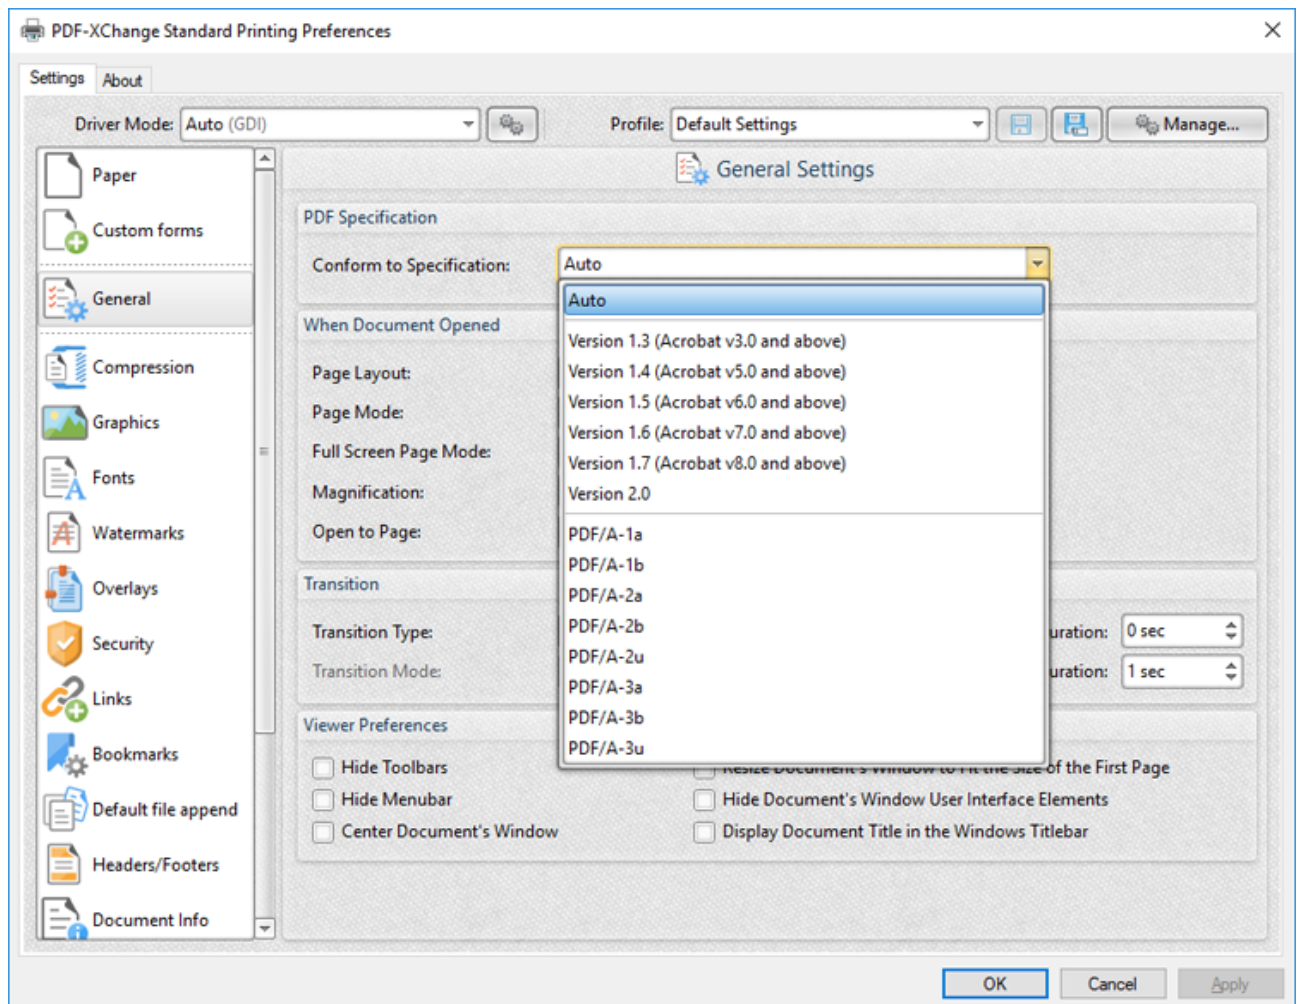 PDF-XChange Standard Printing Preferences
Settings About
Driver Mode: Auto (GDI) Profile: Default Settings Manage...
Paper
Custom forms
General
Compression
Graphics
Fonts
Watermarks
Overlays
Security
Links
Bookmarks
Default file append
Headers/Footers
Document Info
General Settings
PDF Specification
Conform to Specification: Auto
Auto
Version 1.3 (Acrobat v3.0 and above)
Version 1.4 (Acrobat v5.0 and above)
Version 1.5 (Acrobat v6.0 and above)
Version 1.6 (Acrobat v7.0 and above)
Version 1.7 (Acrobat v8.0 and above)
Version 2.0
PDF/A-1a
PDF/A-1b
PDF/A-2a
PDF/A-2b
PDF/A-2u
PDF/A-3a
PDF/A-3b
PDF/A-3u
When Document Opened
Page Layout:
Page Mode:
Full Screen Page Mode:
Magnification:
Open to Page:
Transition
Transition Type: uration: 0 sec
Transition Mode: uration: 1 sec
Viewer Preferences
Hide Toolbars Resize Document's Window to Fit the Size of the First Page
Hide Menubar Hide Document's Window User Interface Elements
Center Document's Window Display Document Title in the Windows Titlebar
OK Cancel Apply